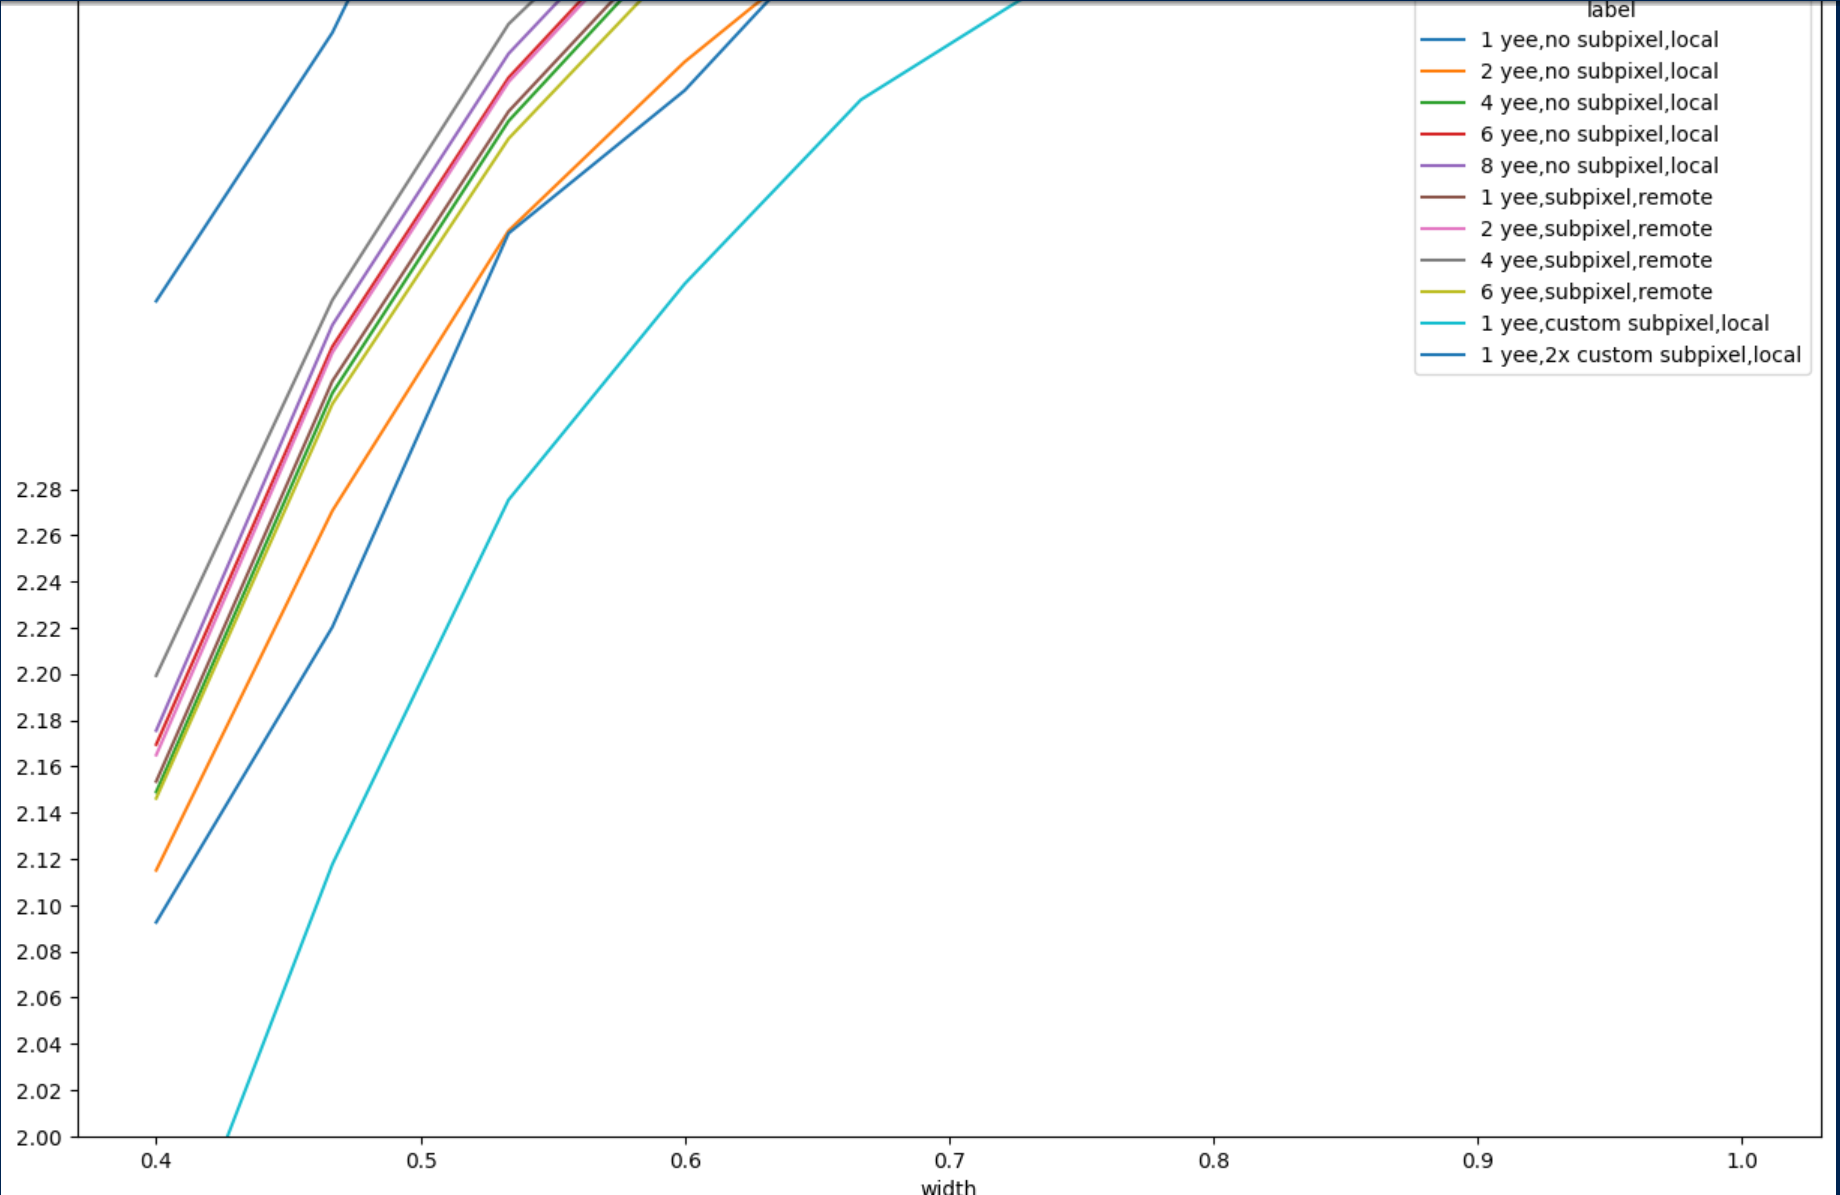 label
1 yee,no subpixel,local
2 yee,no subpixel,local
4 yee,no subpixel,local
6 yee,no subpixel,local
8 yee,no subpixel,local
1 yee,subpixel,remote
2 yee,subpixel,remote
4 yee,subpixel,remote
6 yee,subpixel,remote
1 yee,custom subpixel,local
1 yee,2x custom subpixel,local
2.28
2.26
2.24
2.22
2.20
2.18
2.16
2.14
2.12
2.10
2.08
2.06
2.04
2.02
2.00
0.4 0.5 0.6 0.7 0.8 0.9 1.0
width